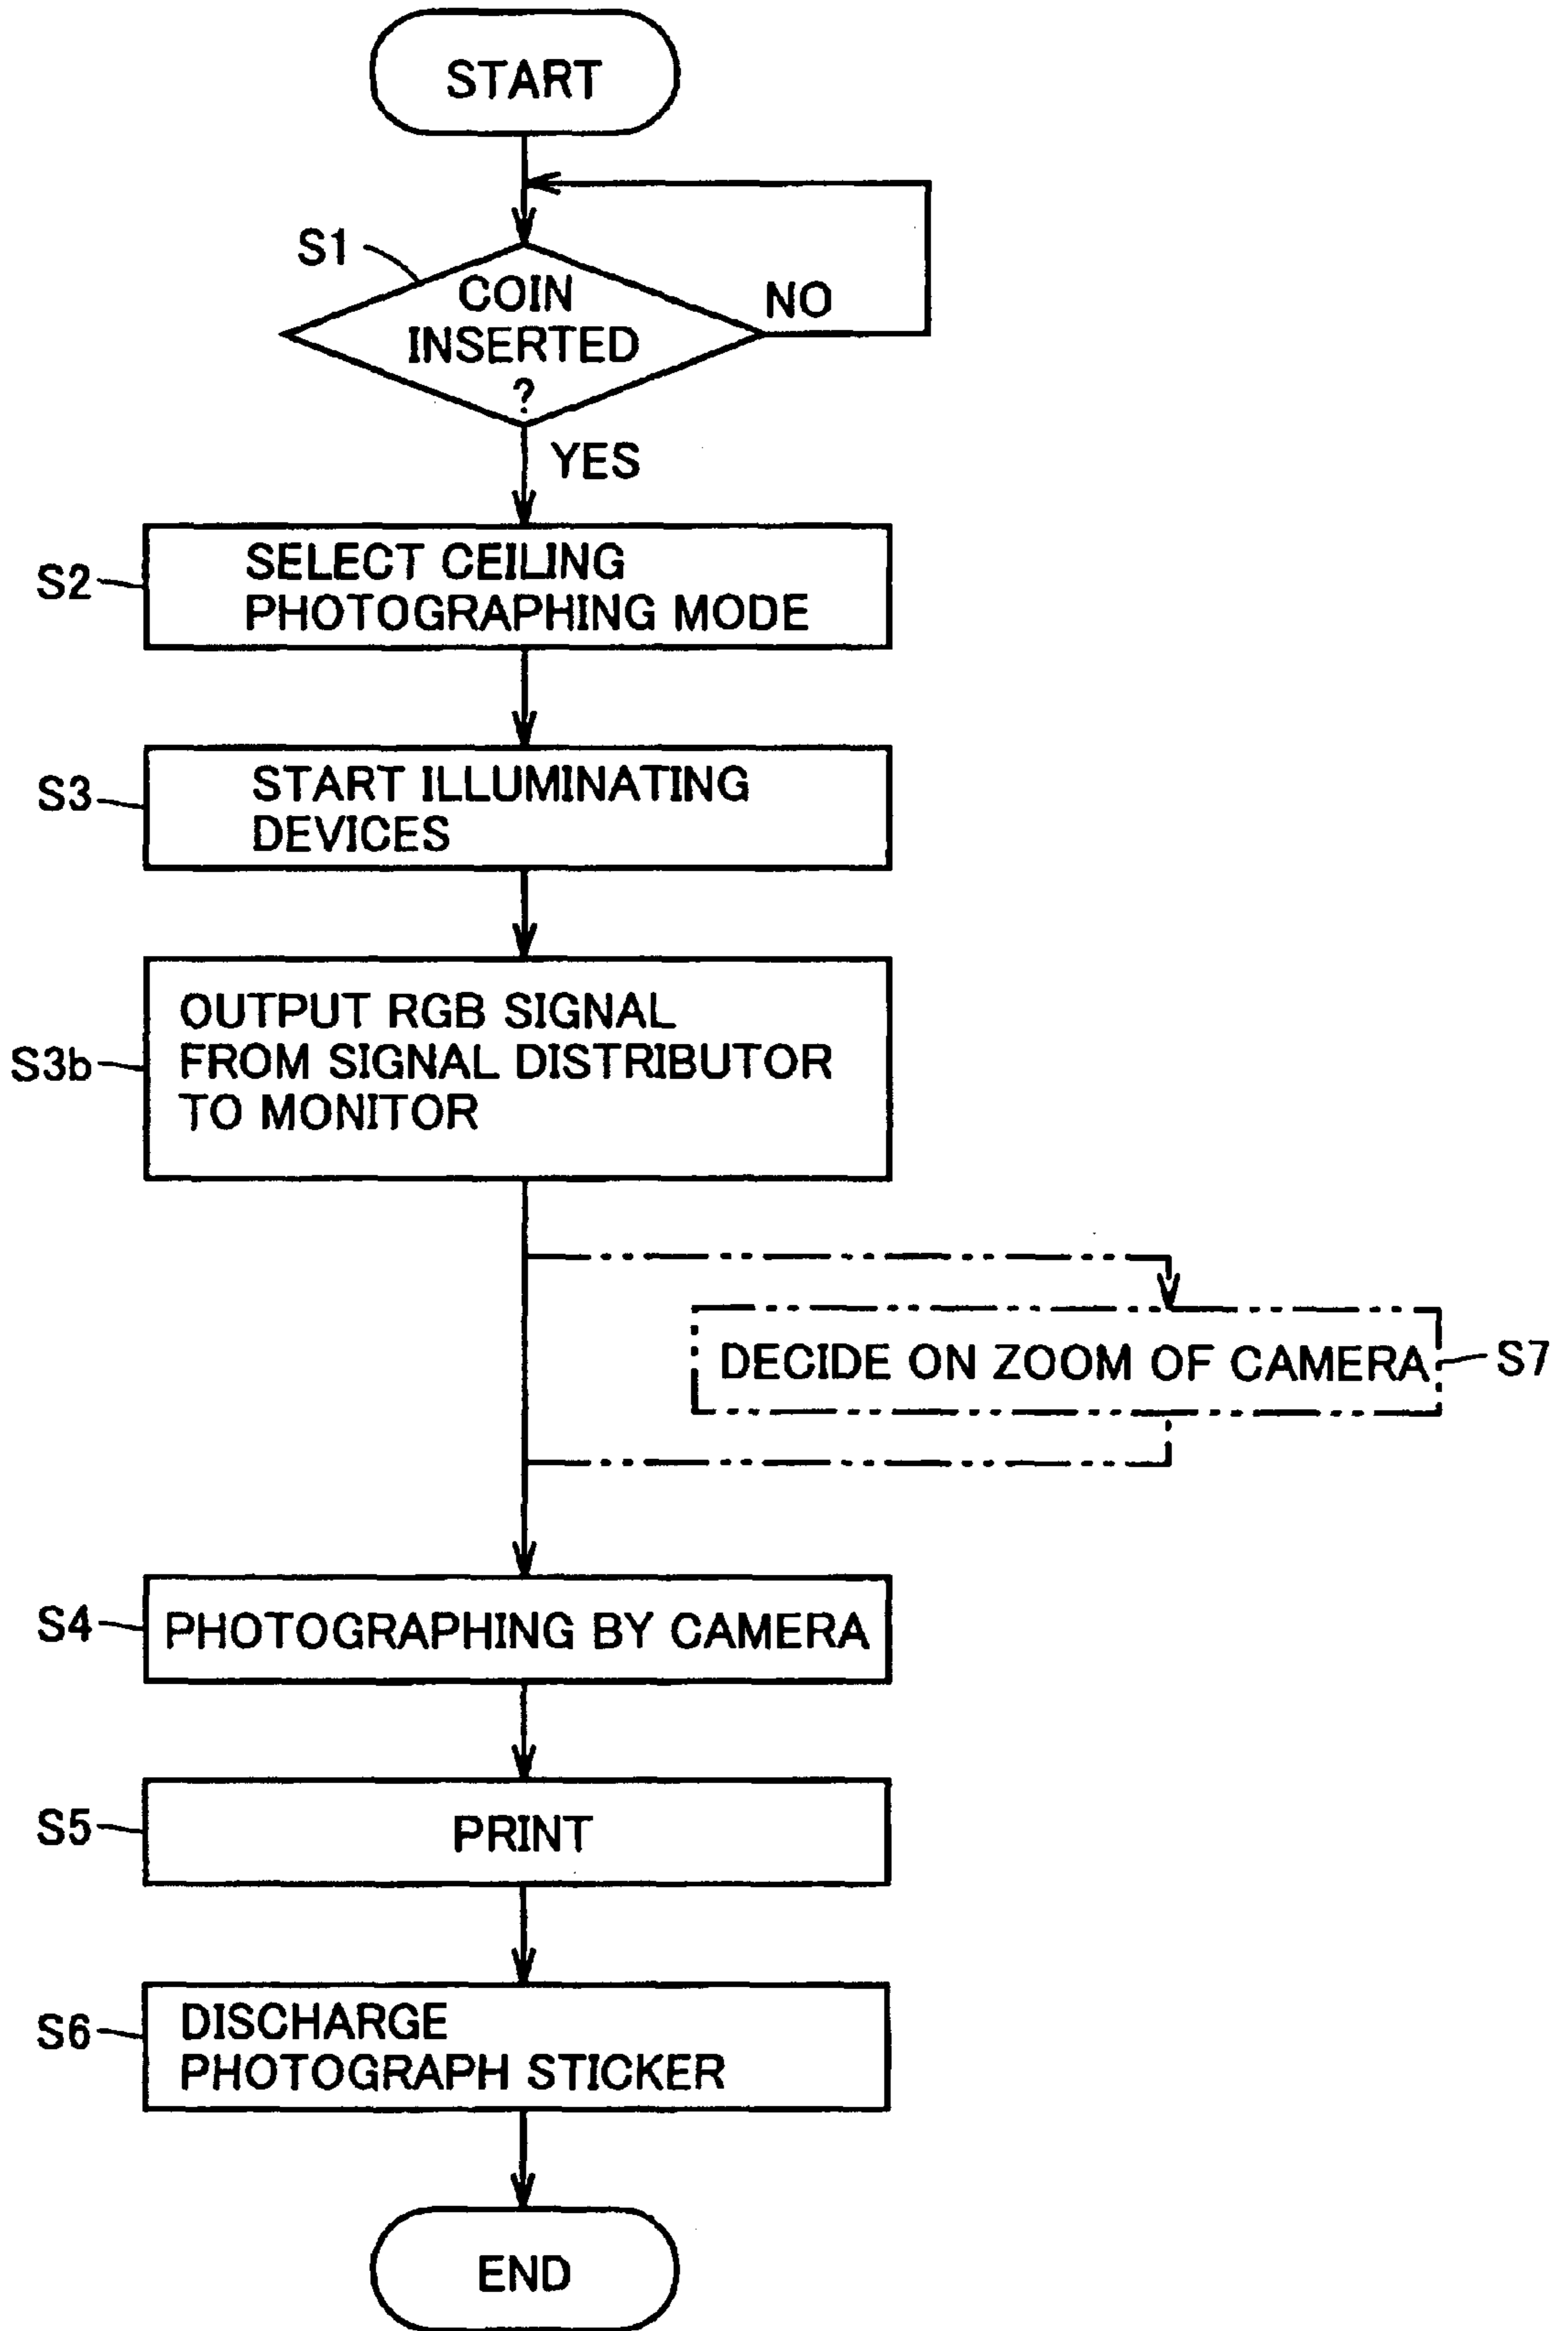 START
S1
COIN
INSERTED
?
NO
YES
S2
SELECT CEILING
PHOTOGRAPHING MODE
S3
START ILLUMINATING
DEVICES
S3b
OUTPUT RGB SIGNAL
FROM SIGNAL DISTRIBUTOR
TO MONITOR
DECIDE ON ZOOM OF CAMERA
S7
S4
PHOTOGRAPHING BY CAMERA
S5
PRINT
S6
DISCHARGE
PHOTOGRAPH STICKER
END